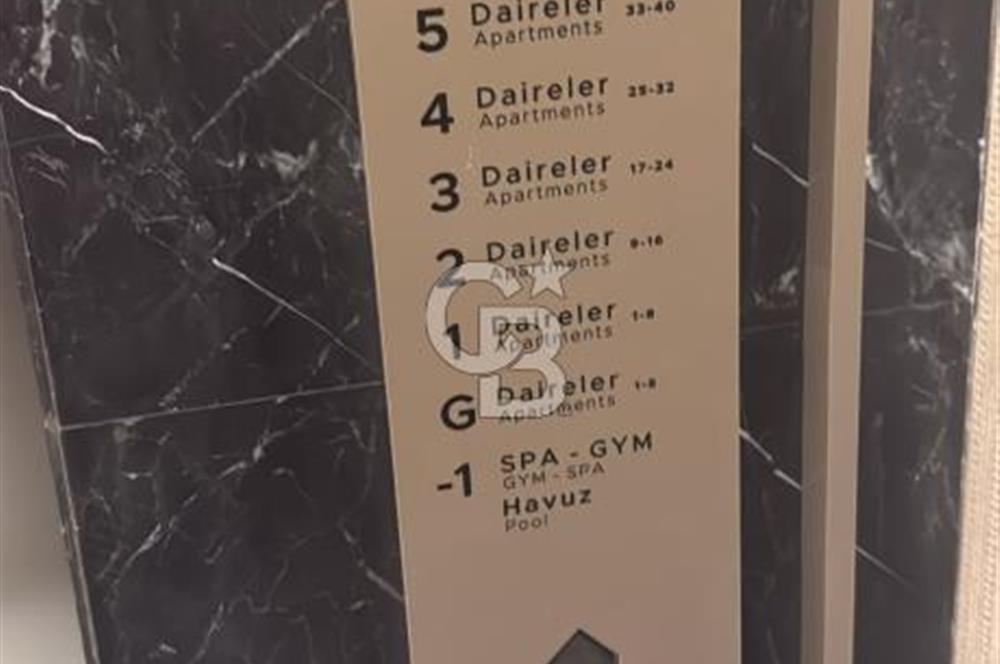 5 Daireler 33-40
Apartments
4 Daireler 25-32
Apartments
3 Daireler 17-24
Apartments
2 Daireler 9-16
Apartments
1 Daireler 1-8
Apartments
G Daireler 1-8
Apartments
-1 SPA - GYM
GYM - SPA
Havuz
Pool
CB